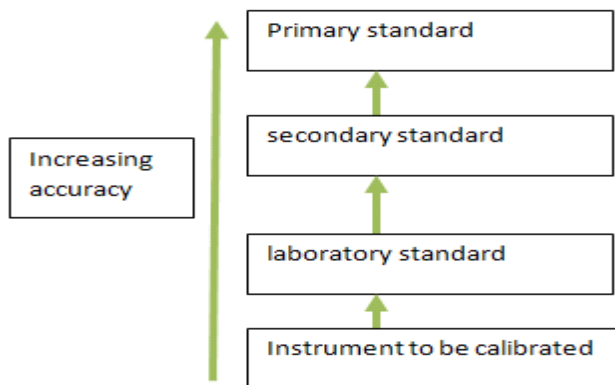 Primary standard
secondary standard
Increasing
accuracy
laboratory standard
Instrument to be calibrated